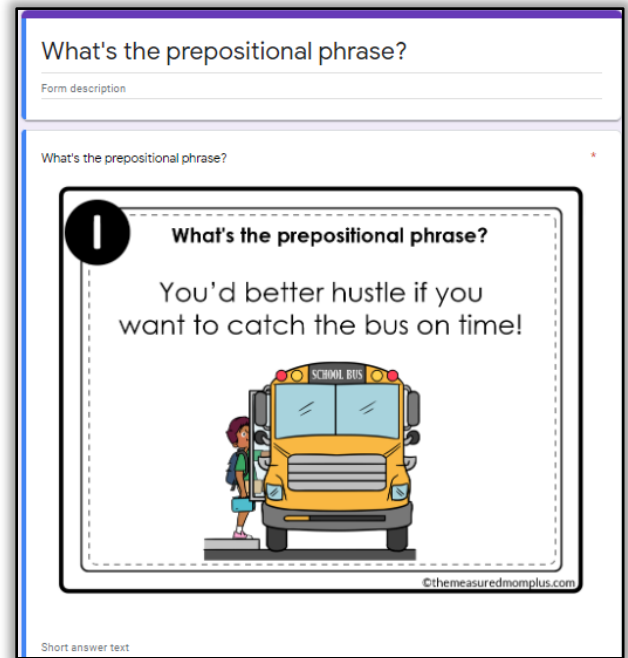 What's the prepositional phrase?
Form description
What's the prepositional phrase? *
1
What's the prepositional phrase?
You'd better hustle if you
want to catch the bus on time!
SCHOOL BUS
©themeasuredmomplus.com
Short answer text